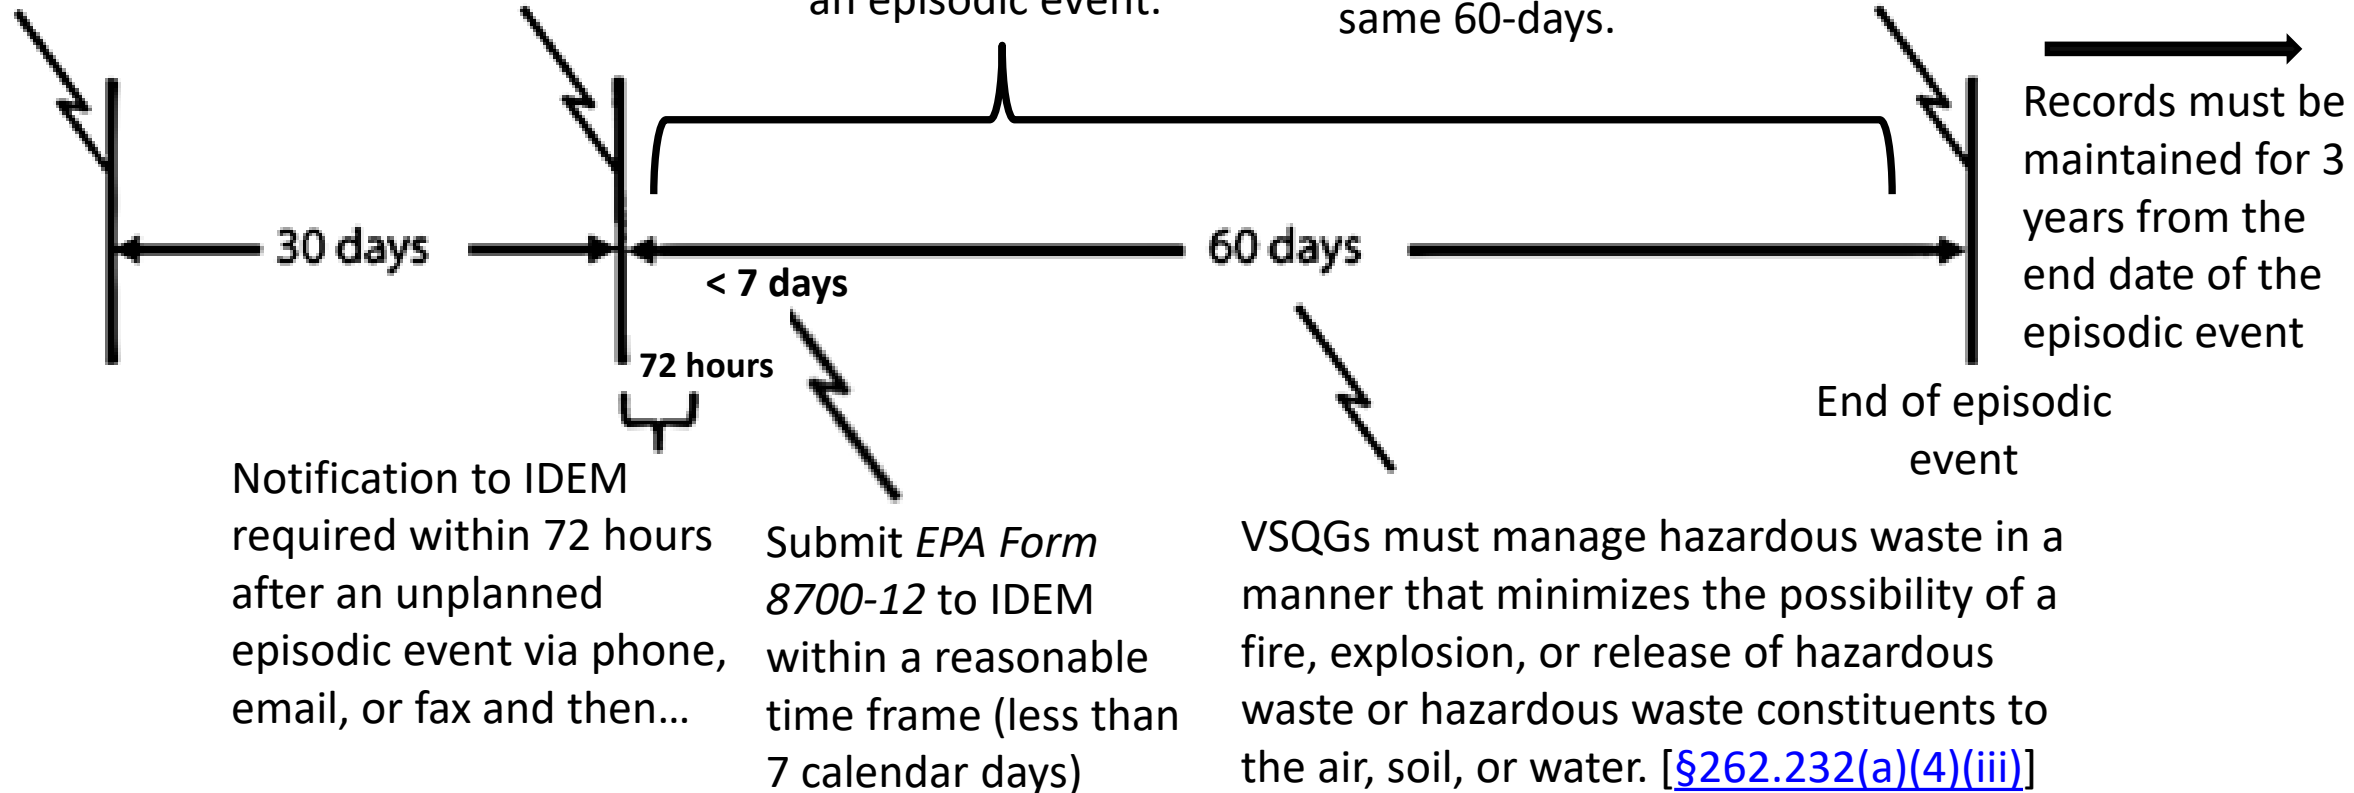 an episodic event.
same 60-days.
30 days
60 days
< 7 days
72 hours
Records must be
maintained for 3
years from the
end date of the
episodic event
End of episodic
event
Notification to IDEM
required within 72 hours
after an unplanned
episodic event via phone,
email, or fax and then…
Submit EPA Form
8700-12 to IDEM
within a reasonable
time frame (less than
7 calendar days)
VSQGs must manage hazardous waste in a
manner that minimizes the possibility of a
fire, explosion, or release of hazardous
waste or hazardous waste constituents to
the air, soil, or water. [§262.232(a)(4)(iii)]